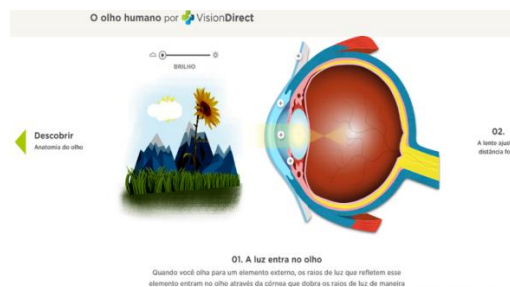 O olho humano por VisionDirect
BRILHO
Descobrir
Anatomia do olho
02.
A lente ajus
distância fo
01. A luz entra no olho
Quando você olha para um elemento externo, os raios de luz que refletem esse
elemento entram no olho através da córnea que dobra os raios de luz de maneira